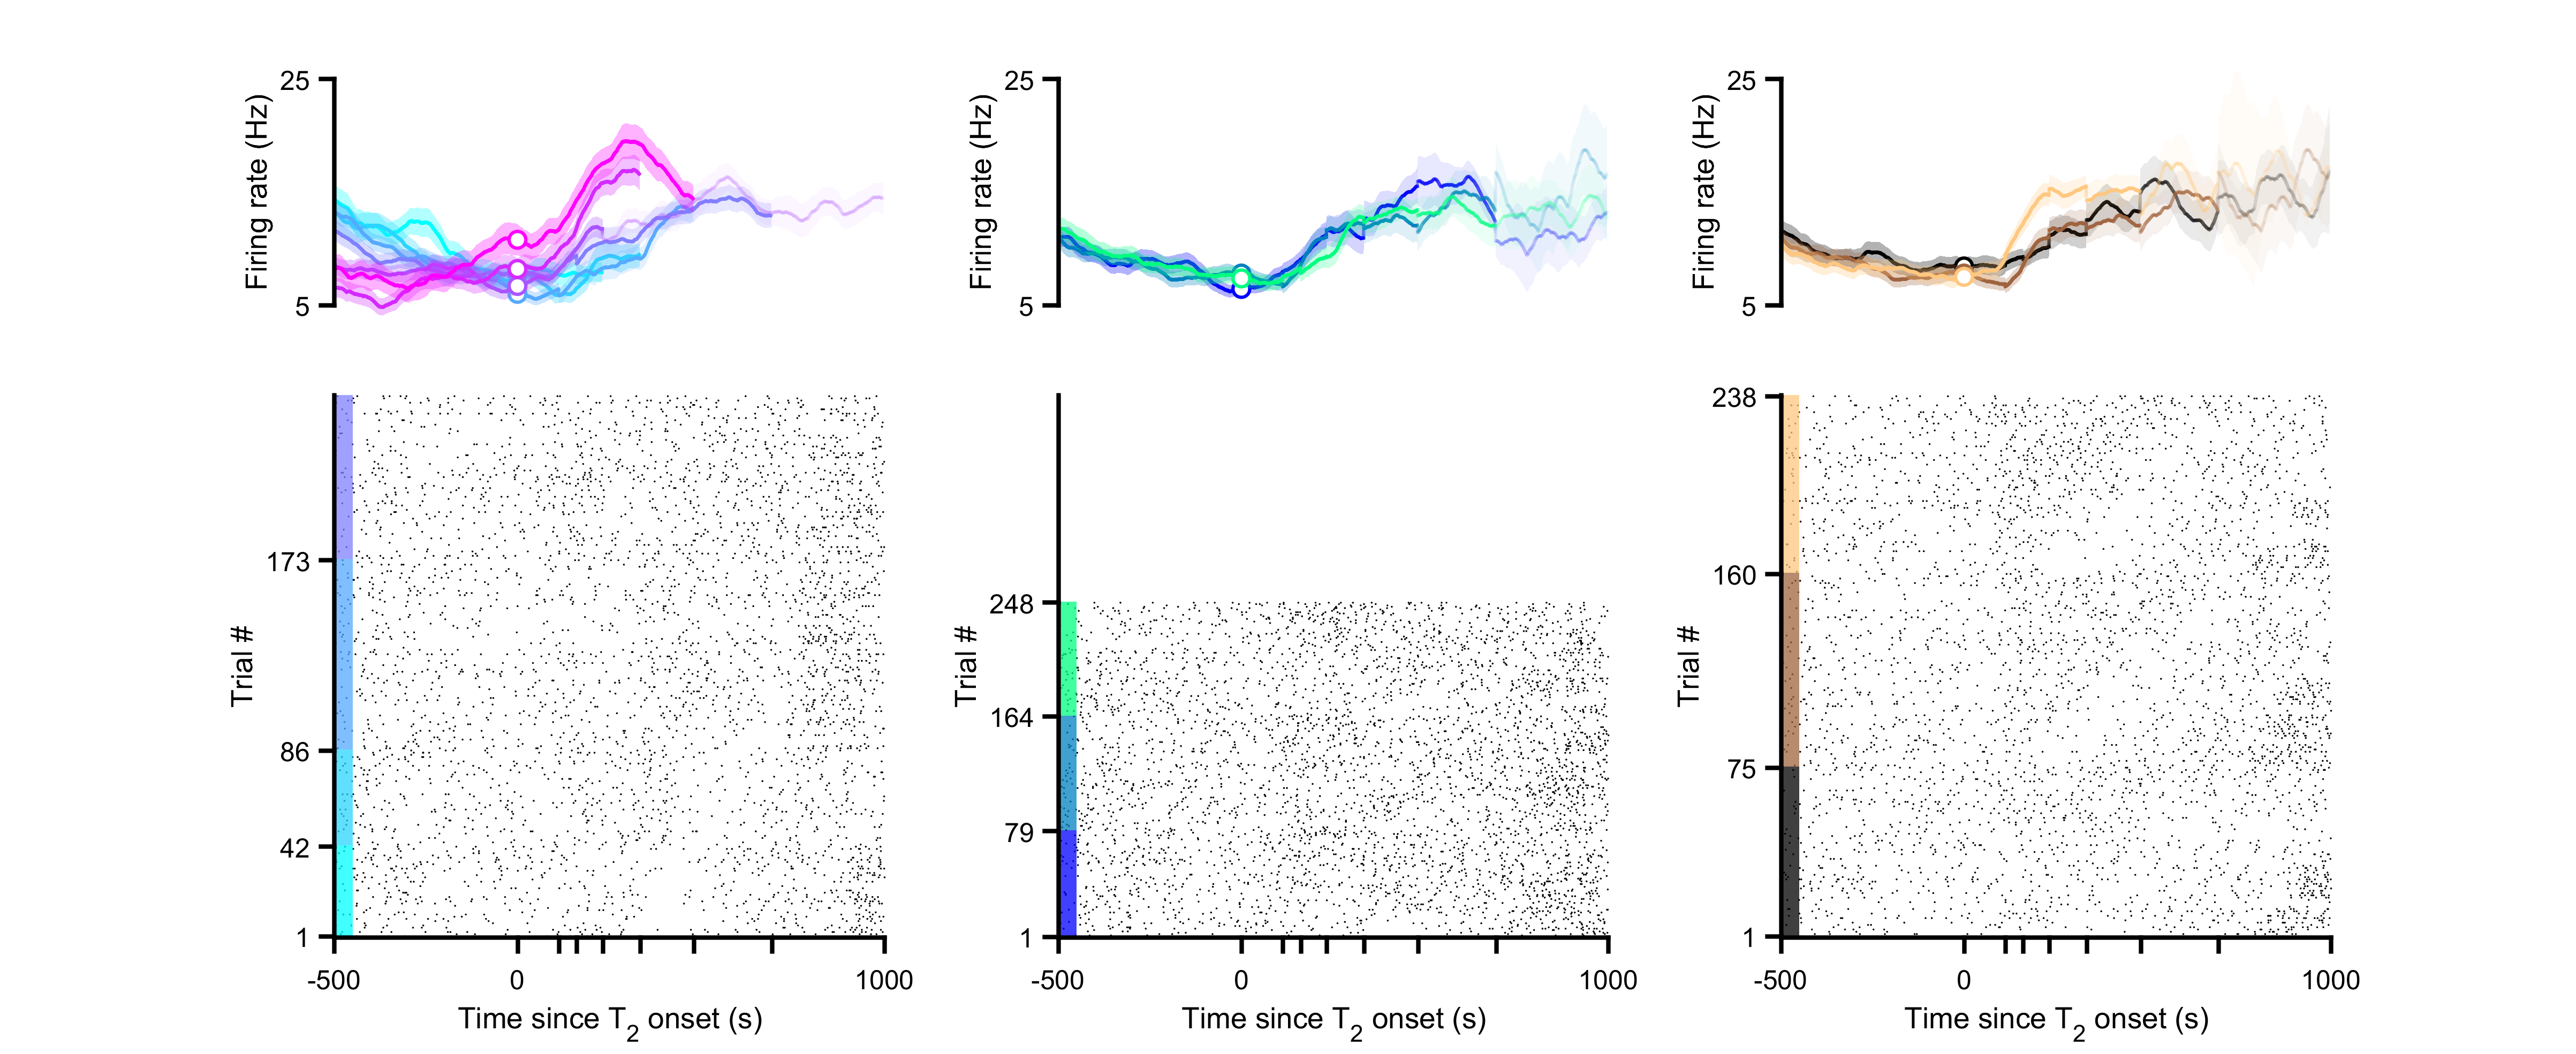 25
Firing rate (Hz)
5
25
Firing rate (Hz)
5
25
Firing rate (Hz)
5
173
86
42
1
Trial #
-500 0 1000
Time since T2 onset (s)
248
164
79
1
Trial #
-500 0 1000
Time since T2 onset (s)
238
160
75
1
Trial #
-500 0 1000
Time since T2 onset (s)